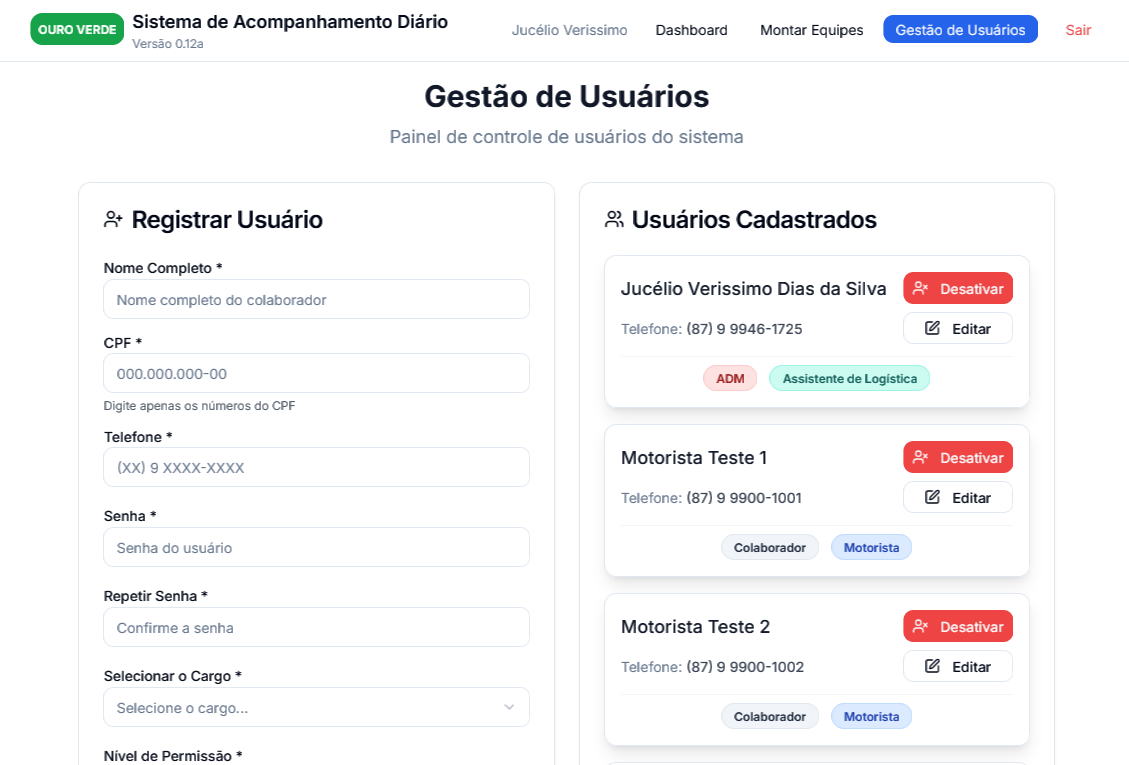 OURO VERDE
Sistema de Acompanhamento Diário
Versão 0.12a
Jucélio Verissimo
Dashboard
Montar Equipes
Gestão de Usuários
Sair
Gestão de Usuários
Painel de controle de usuários do sistema
Registrar Usuário
Nome Completo *
Nome completo do colaborador
CPF *
000.000.000-00
Digite apenas os números do CPF
Telefone *
(XX) 9 XXXX-XXXX
Senha *
Senha do usuário
Repetir Senha *
Confirme a senha
Selecionar o Cargo *
Selecione o cargo...
Nível de Permissão *
Usuários Cadastrados
Jucélio Verissimo Dias da Silva
Desativar
Telefone: (87) 9 9946-1725
Editar
ADM
Assistente de Logística
Motorista Teste 1
Desativar
Telefone: (87) 9 9900-1001
Editar
Colaborador
Motorista
Motorista Teste 2
Desativar
Telefone: (87) 9 9900-1002
Editar
Colaborador
Motorista